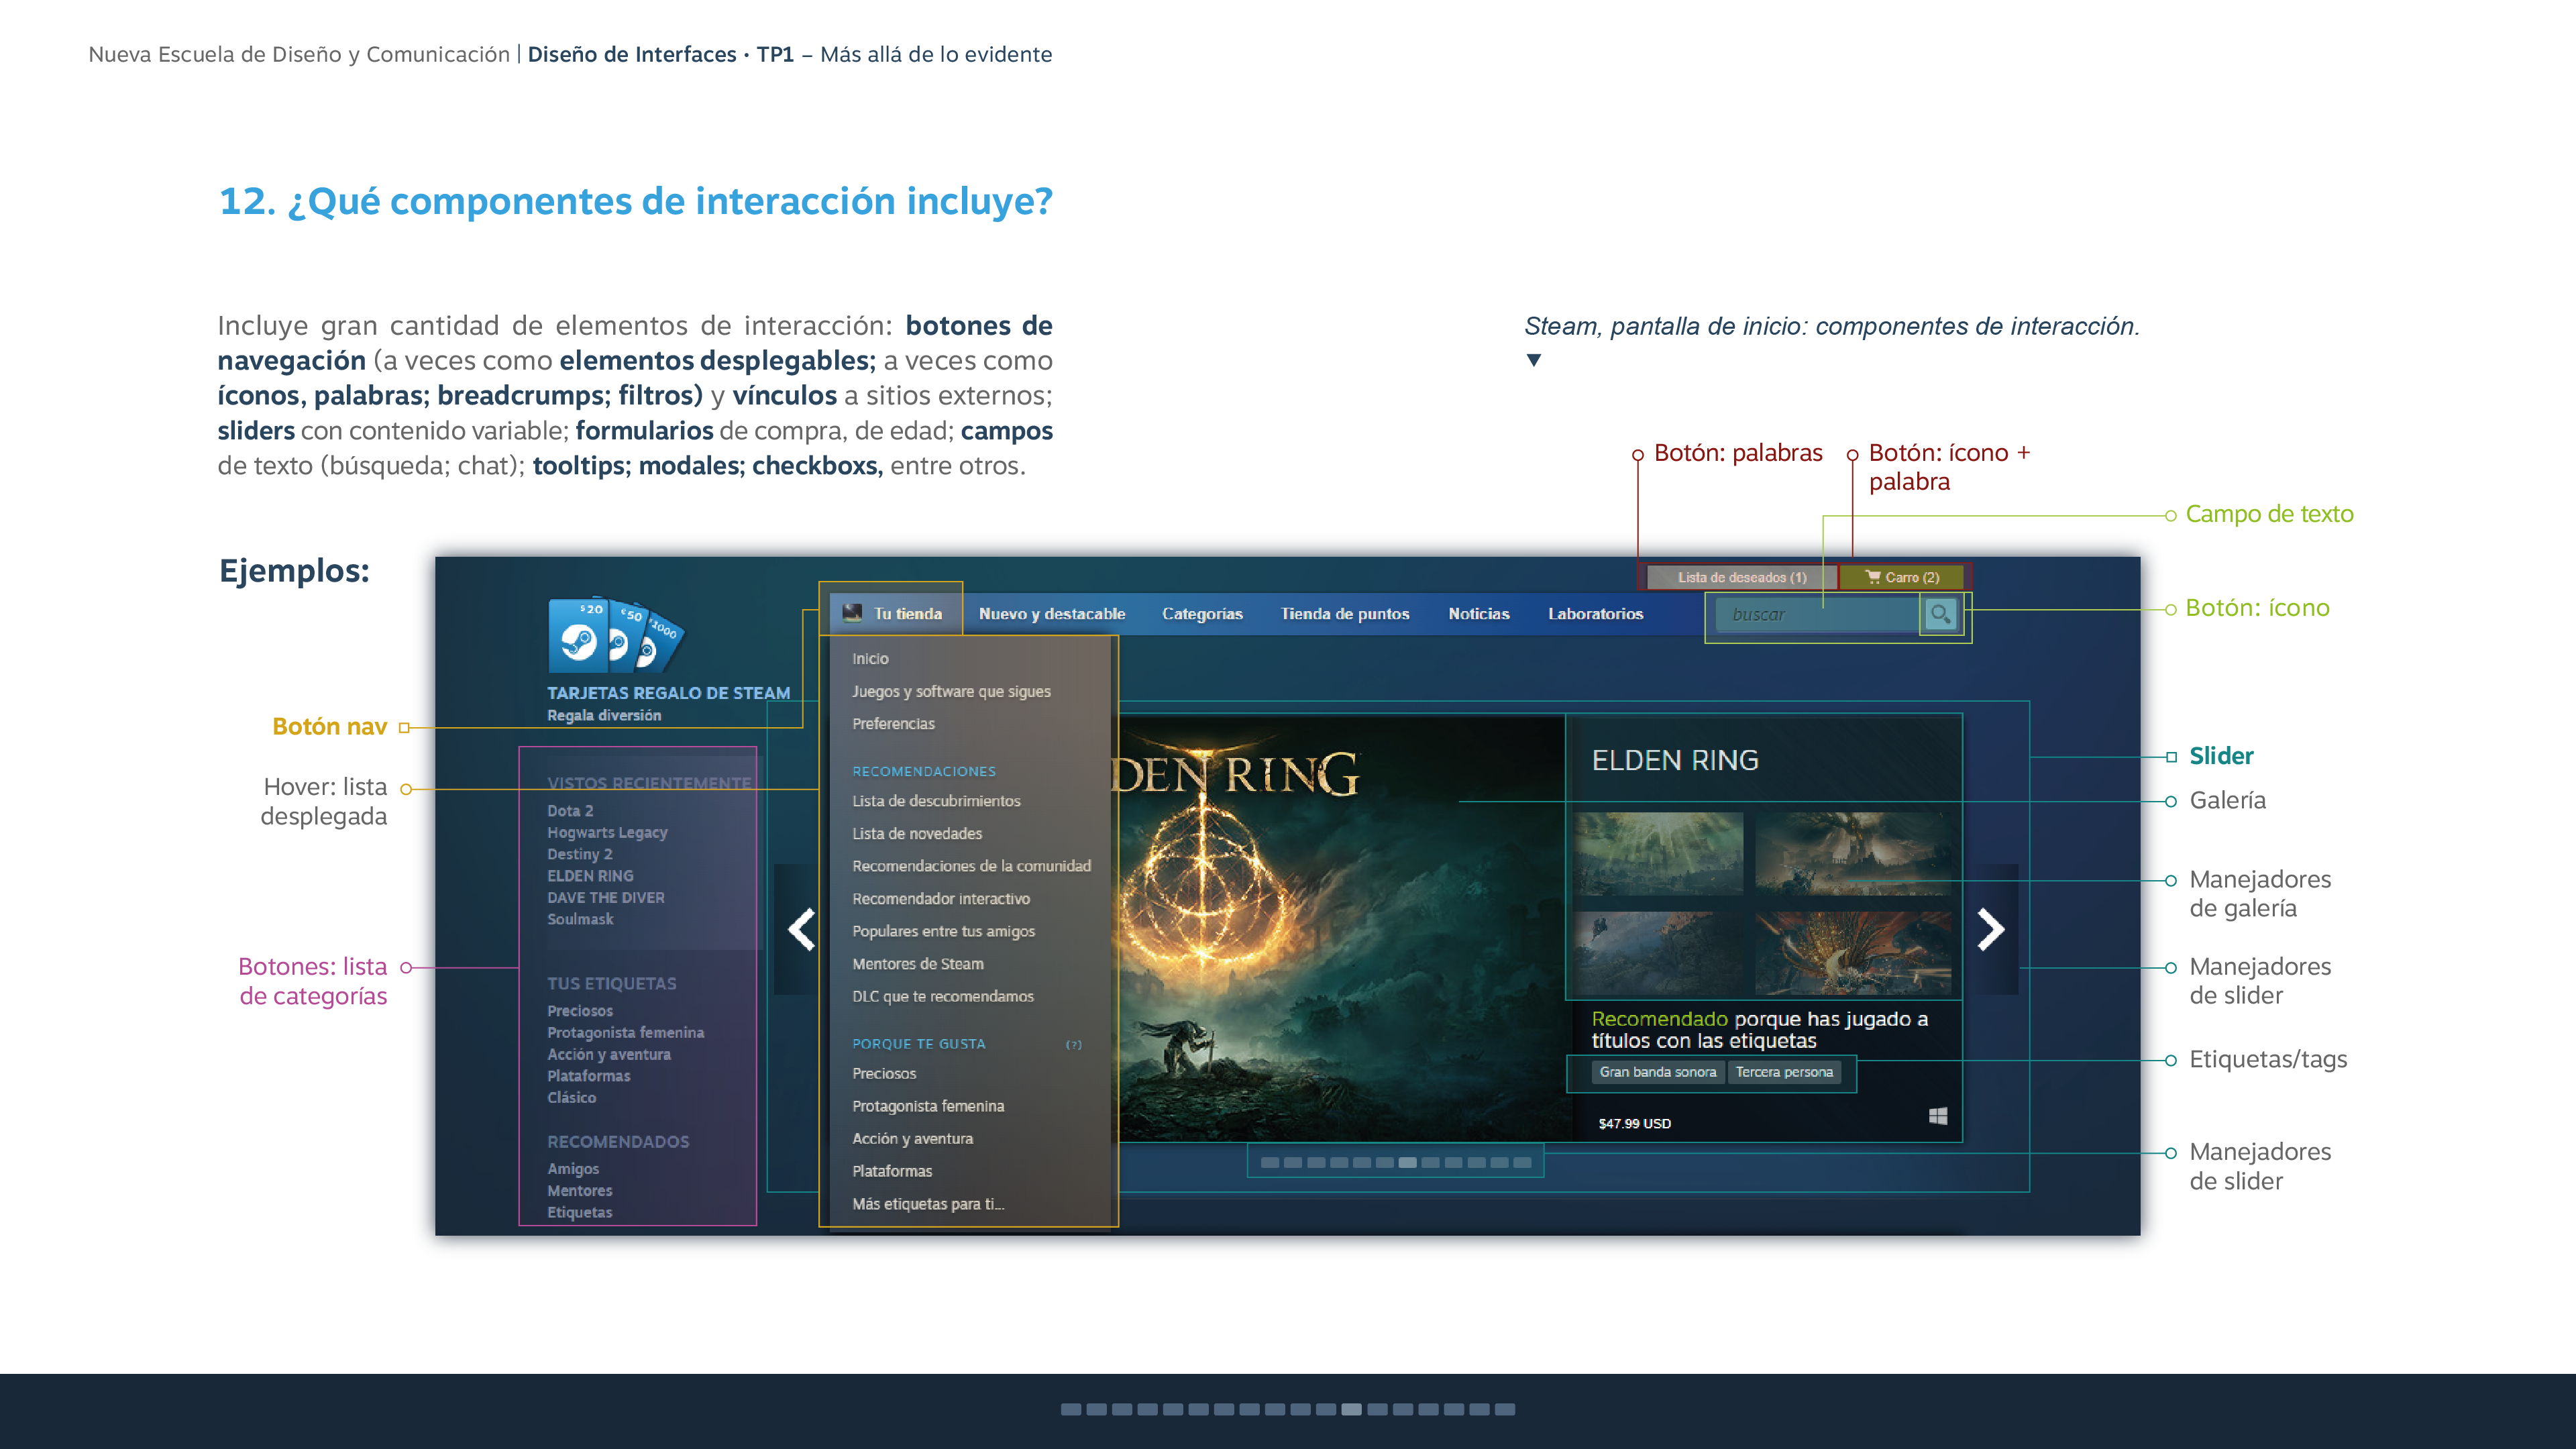 Nueva Escuela de Diseño y Comunicación | Diseño de Interfaces · TP1 – Más allá de lo evidente
12. ¿Qué componentes de interacción incluye?
Incluye gran cantidad de elementos de interacción: botones de
navegación (a veces como elementos desplegables; a veces como
íconos, palabras; breadcrumps; filtros) y vínculos a sitios externos;
sliders con contenido variable; formularios de compra, de edad; campos
de texto (búsqueda; chat); tooltips; modales; checkboxs, entre otros.
Steam, pantalla de inicio: componentes de interacción.
▼
Botón: palabras
Botón: ícono +
palabra
Campo de texto
Botón: ícono
Ejemplos:
Botón nav
Hover: lista
desplegada
Botones: lista
de categorías
$20
€50
¥1000
TARJETAS REGALO DE STEAM
Regala diversión
VISTOS RECIENTEMENTE
Dota 2
Hogwarts Legacy
Destiny 2
ELDEN RING
DAVE THE DIVER
Soulmask
TUS ETIQUETAS
Preciosos
Protagonista femenina
Acción y aventura
Plataformas
Clásico
RECOMENDADOS
Amigos
Mentores
Etiquetas
Lista de deseados (1)
Carro (2)
Tu tienda
Nuevo y destacable
Categorías
Tienda de puntos
Noticias
Laboratorios
buscar
Inicio
Juegos y software que sigues
Preferencias
RECOMENDACIONES
Lista de descubrimientos
Lista de novedades
Recomendaciones de la comunidad
Recomendador interactivo
Populares entre tus amigos
Mentores de Steam
DLC que te recomendamos
PORQUE TE GUSTA (?)
Preciosos
Protagonista femenina
Acción y aventura
Plataformas
Más etiquetas para ti...
DEN RING
ELDEN RING
Recomendado porque has jugado a
títulos con las etiquetas
Gran banda sonora
Tercera persona
$47.99 USD
Slider
Galería
Manejadores
de galería
Manejadores
de slider
Etiquetas/tags
Manejadores
de slider